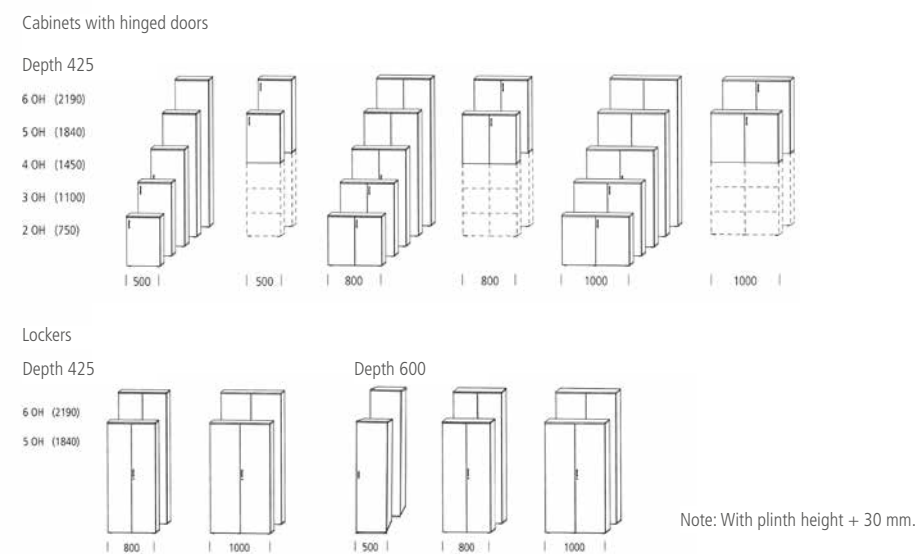 Cabinets with hinged doors
Depth 425
6 OH (2190)
5 OH (1840)
4 OH (1450)
3 OH (1100)
2 OH (750)
500 500 800 800 1000 1000
Lockers
Depth 425 Depth 600
6 OH (2190)
5 OH (1840)
Note: With plinth height + 30 mm.
800 1000 500 800 1000